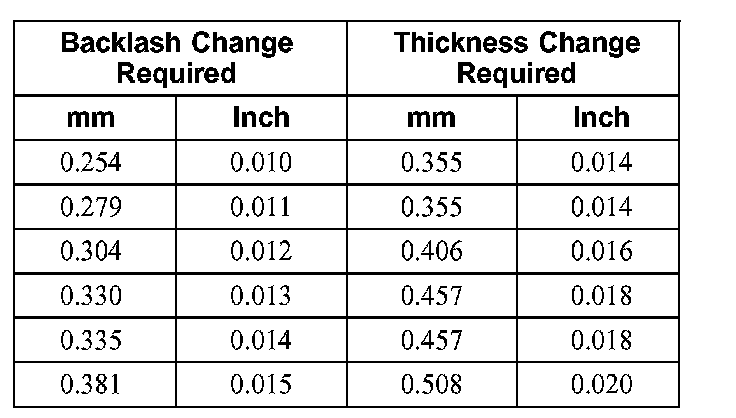 Backlash Change Required Thickness Change Required
mm Inch mm Inch
0.254 0.010 0.355 0.014
0.279 0.011 0.355 0.014
0.304 0.012 0.406 0.016
0.330 0.013 0.457 0.018
0.335 0.014 0.457 0.018
0.381 0.015 0.508 0.020